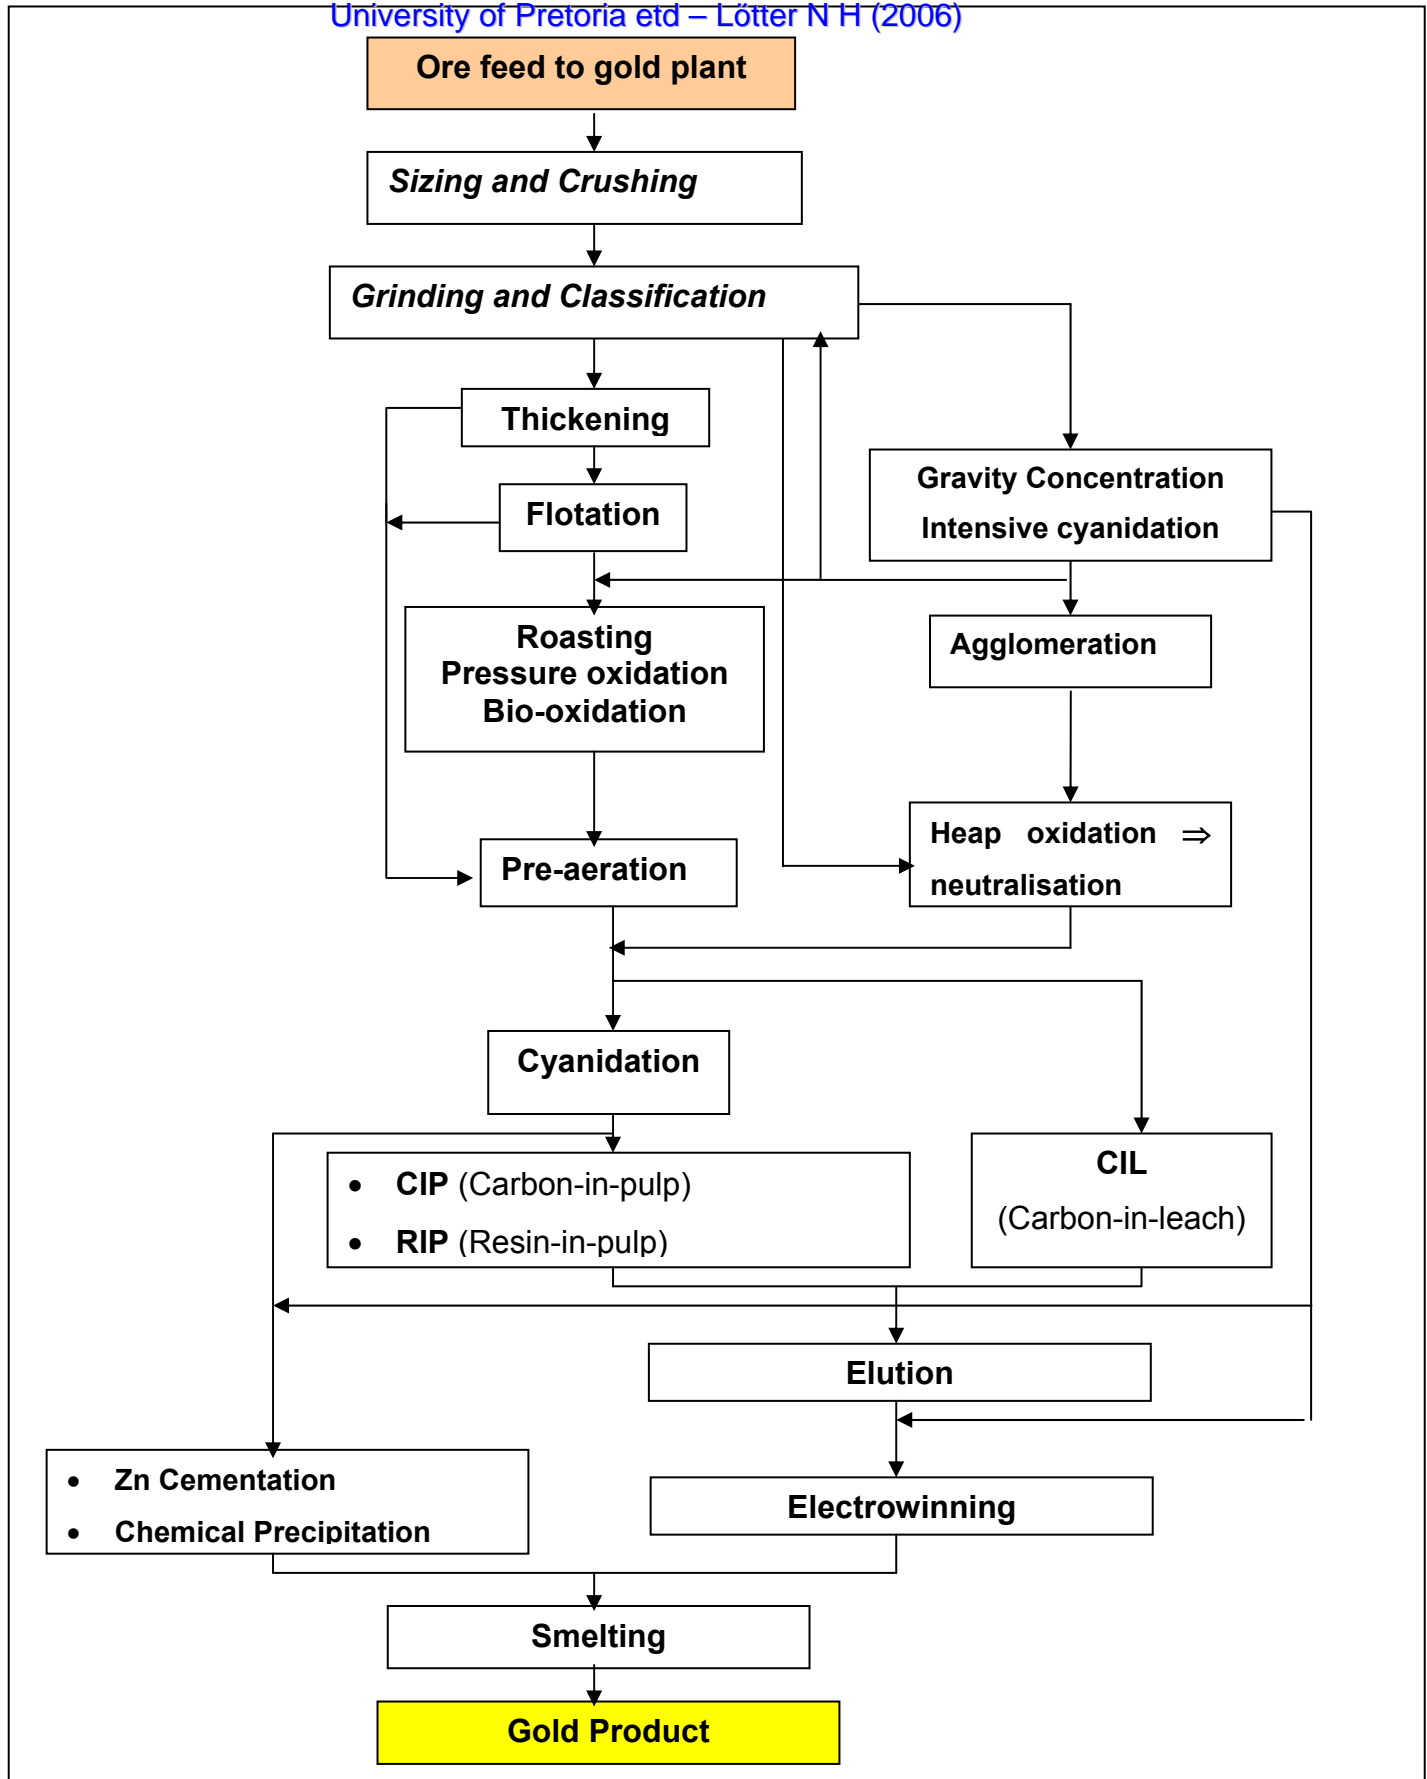 University of Pretoria etd – Lötter N H (2006)
Ore feed to gold plant
Sizing and Crushing
Grinding and Classification
Thickening
Flotation
Gravity Concentration
Intensive cyanidation
Roasting
Pressure oxidation
Bio-oxidation
Agglomeration
Heap oxidation ⇒
neutralisation
Pre-aeration
Cyanidation
• CIP (Carbon-in-pulp)
• RIP (Resin-in-pulp)
CIL
(Carbon-in-leach)
Elution
• Zn Cementation
• Chemical Precipitation
Electrowinning
Smelting
Gold Product